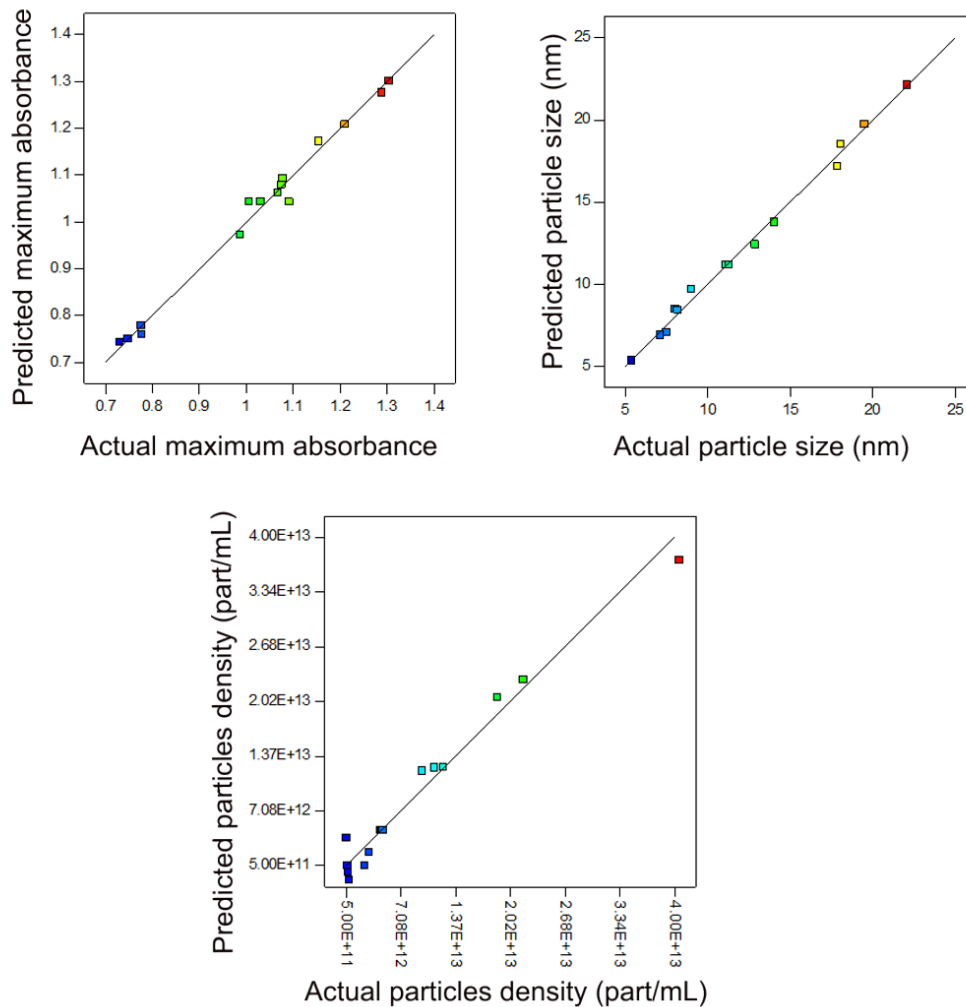 Predicted maximum absorbance
1.4
1.3
1.2
1.1
1
0.9
0.8
0.7
0.7 0.8 0.9 1 1.1 1.2 1.3 1.4
Actual maximum absorbance
Predicted particle size (nm)
25
20
15
10
5
5 10 15 20 25
Actual particle size (nm)
Predicted particles density (part/mL)
4.00E+13
3.34E+13
2.68E+13
2.02E+13
1.37E+13
7.08E+12
5.00E+11
5.00E+11 7.08E+12 1.37E+13 2.02E+13 2.68E+13 3.34E+13 4.00E+13
Actual particles density (part/mL)